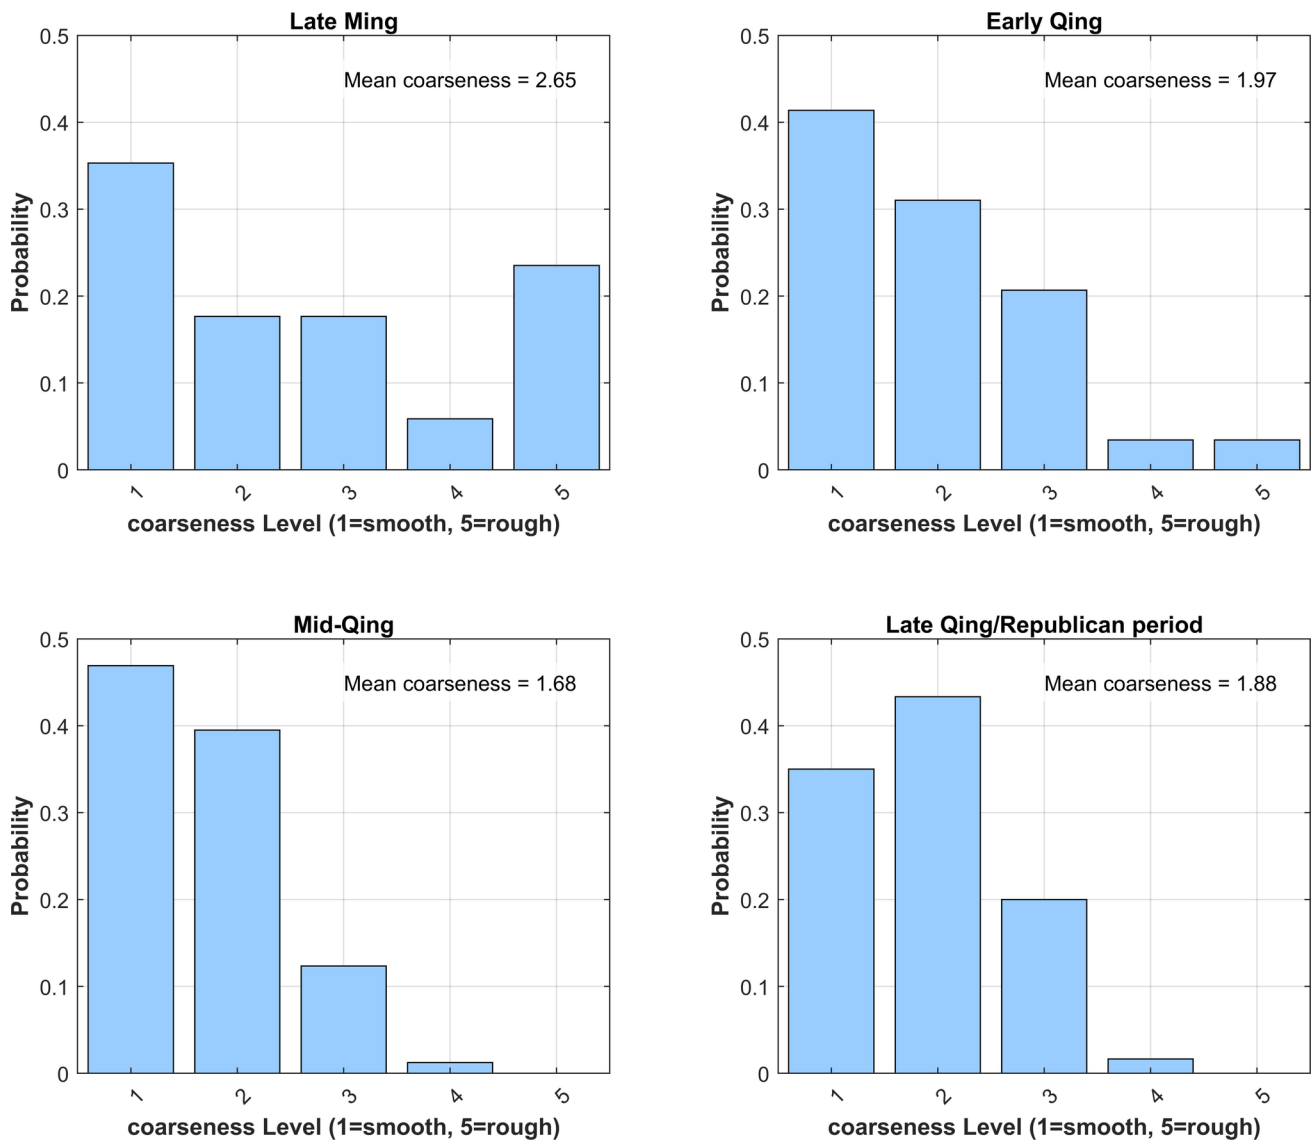 Late Ming
Mean coarseness = 2.65
Probability
0.5
0.4
0.3
0.2
0.1
0
1 2 3 4 5
coarseness Level (1=smooth, 5=rough)
Early Qing
Mean coarseness = 1.97
Probability
0.5
0.4
0.3
0.2
0.1
0
1 2 3 4 5
coarseness Level (1=smooth, 5=rough)
Mid-Qing
Mean coarseness = 1.68
Probability
0.5
0.4
0.3
0.2
0.1
0
1 2 3 4 5
coarseness Level (1=smooth, 5=rough)
Late Qing/Republican period
Mean coarseness = 1.88
Probability
0.5
0.4
0.3
0.2
0.1
0
1 2 3 4 5
coarseness Level (1=smooth, 5=rough)